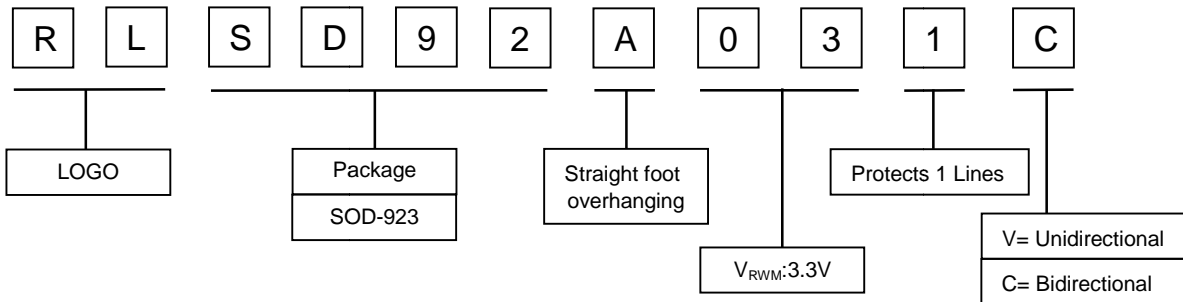 R L S D 9 2 A 0 3 1 C
LOGO
Package
SOD-923
Straight foot
overhanging
V_RWM:3.3V
Protects 1 Lines
V= Unidirectional
C= Bidirectional